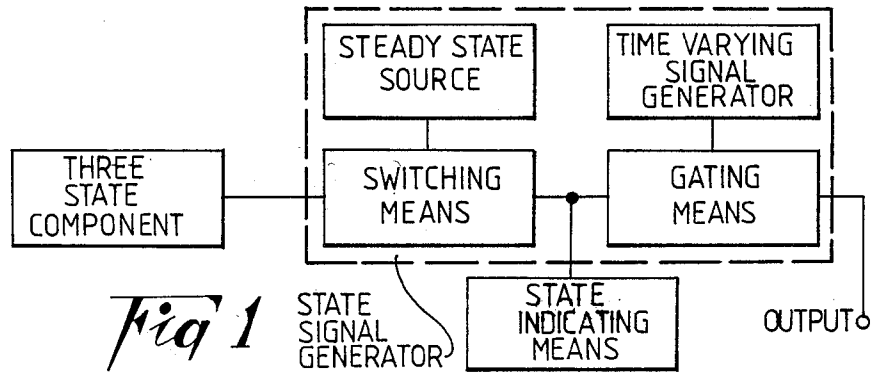 STEADY STATE
SOURCE
TIME VARYING
SIGNAL
GENERATOR
THREE
STATE
COMPONENT
SWITCHING
MEANS
GATING
MEANS
Fig 1
STATE
SIGNAL
GENERATOR
STATE
INDICATING
MEANS
OUTPUT